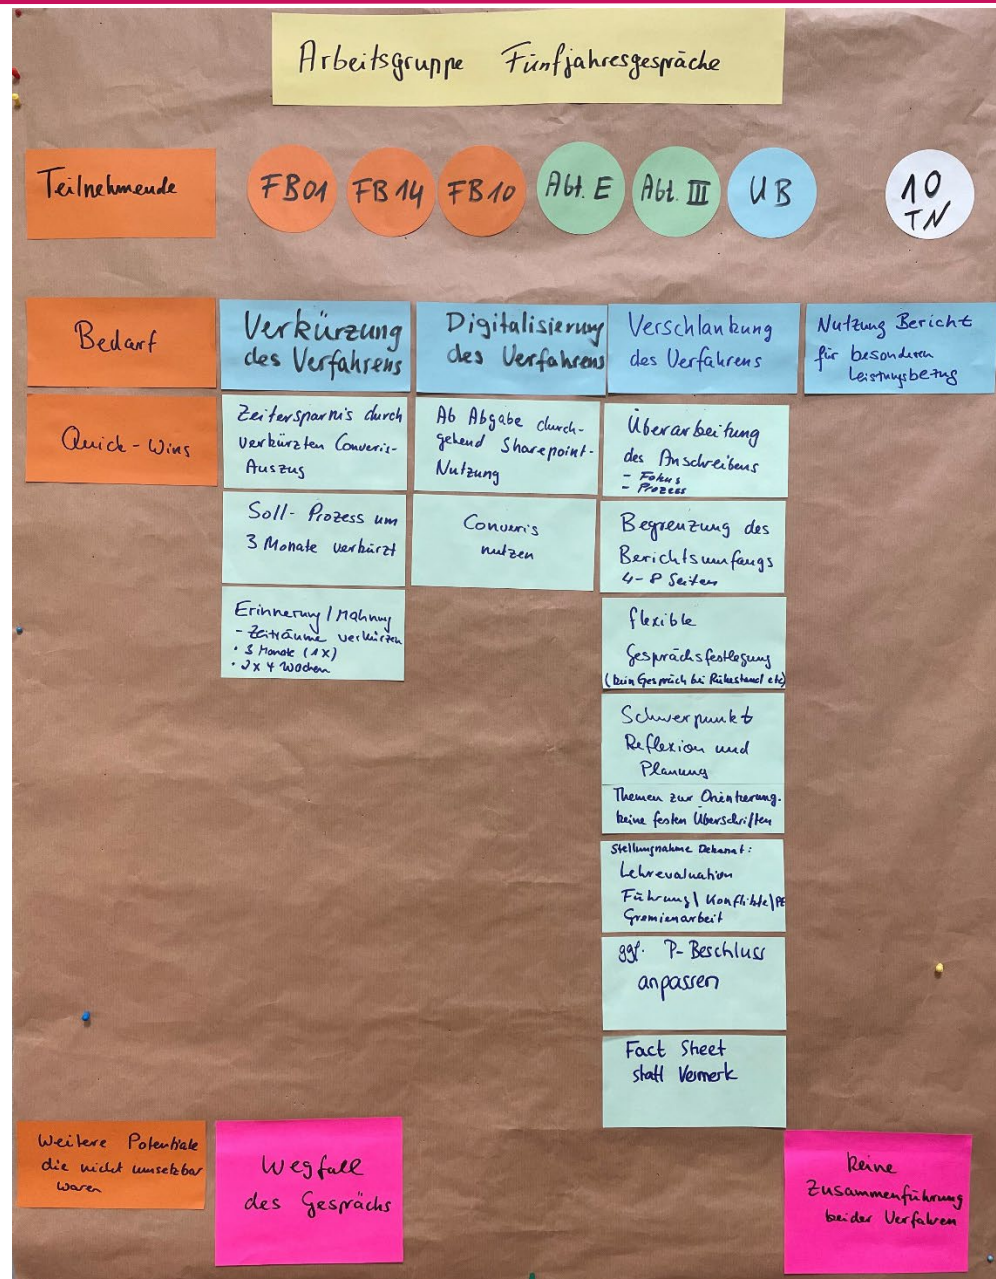 Arbeitsgruppe Fünfjahresgespräche
Teilnehmende
FB01
FB 14
FB 10
Abt. E
Abt. III
UB
10
TN
Bedarf
Verkürzung
des Verfahrens
Digitalisierung
des Verfahrens
Verschlankung
des Verfahrens
Nutzung Bericht
für besonderen
Leistungsbezug
Quick-Wins
Zeitersparnis durch
verkürzten Converis-
Auszug
Soll-Prozess um
3 Monate verkürzt
Erinnerung / Mahnung
- Zeiträume verkürzen
• 3 Monate (1x)
• 2x 4 Wochen
Ab Abgabe durch-
gehend Sharepoint-
Nutzung
Converis
nutzen
Überarbeitung
des Anschreibens
- Fokus
- Prozess
Begrenzung des
Berichtsumfangs
4-8 Seiten
flexible
Gesprächsfestlegung
(kein Gespräch bei Ruhestand etc)
Schwerpunkt
Reflexion und
Planung
Themen zur Orientierung.
keine festen Überschriften
Stellungnahme Dekanat:
Lehrevaluation
Führung / Konflikte / PE
Gremienarbeit
ggf. P-Beschluss
anpassen
Fact Sheet
statt Vermerk
Weitere Potentiale
die nicht umsetzbar
waren
Wegfall
des Gesprächs
keine
Zusammenführung
beider Verfahren